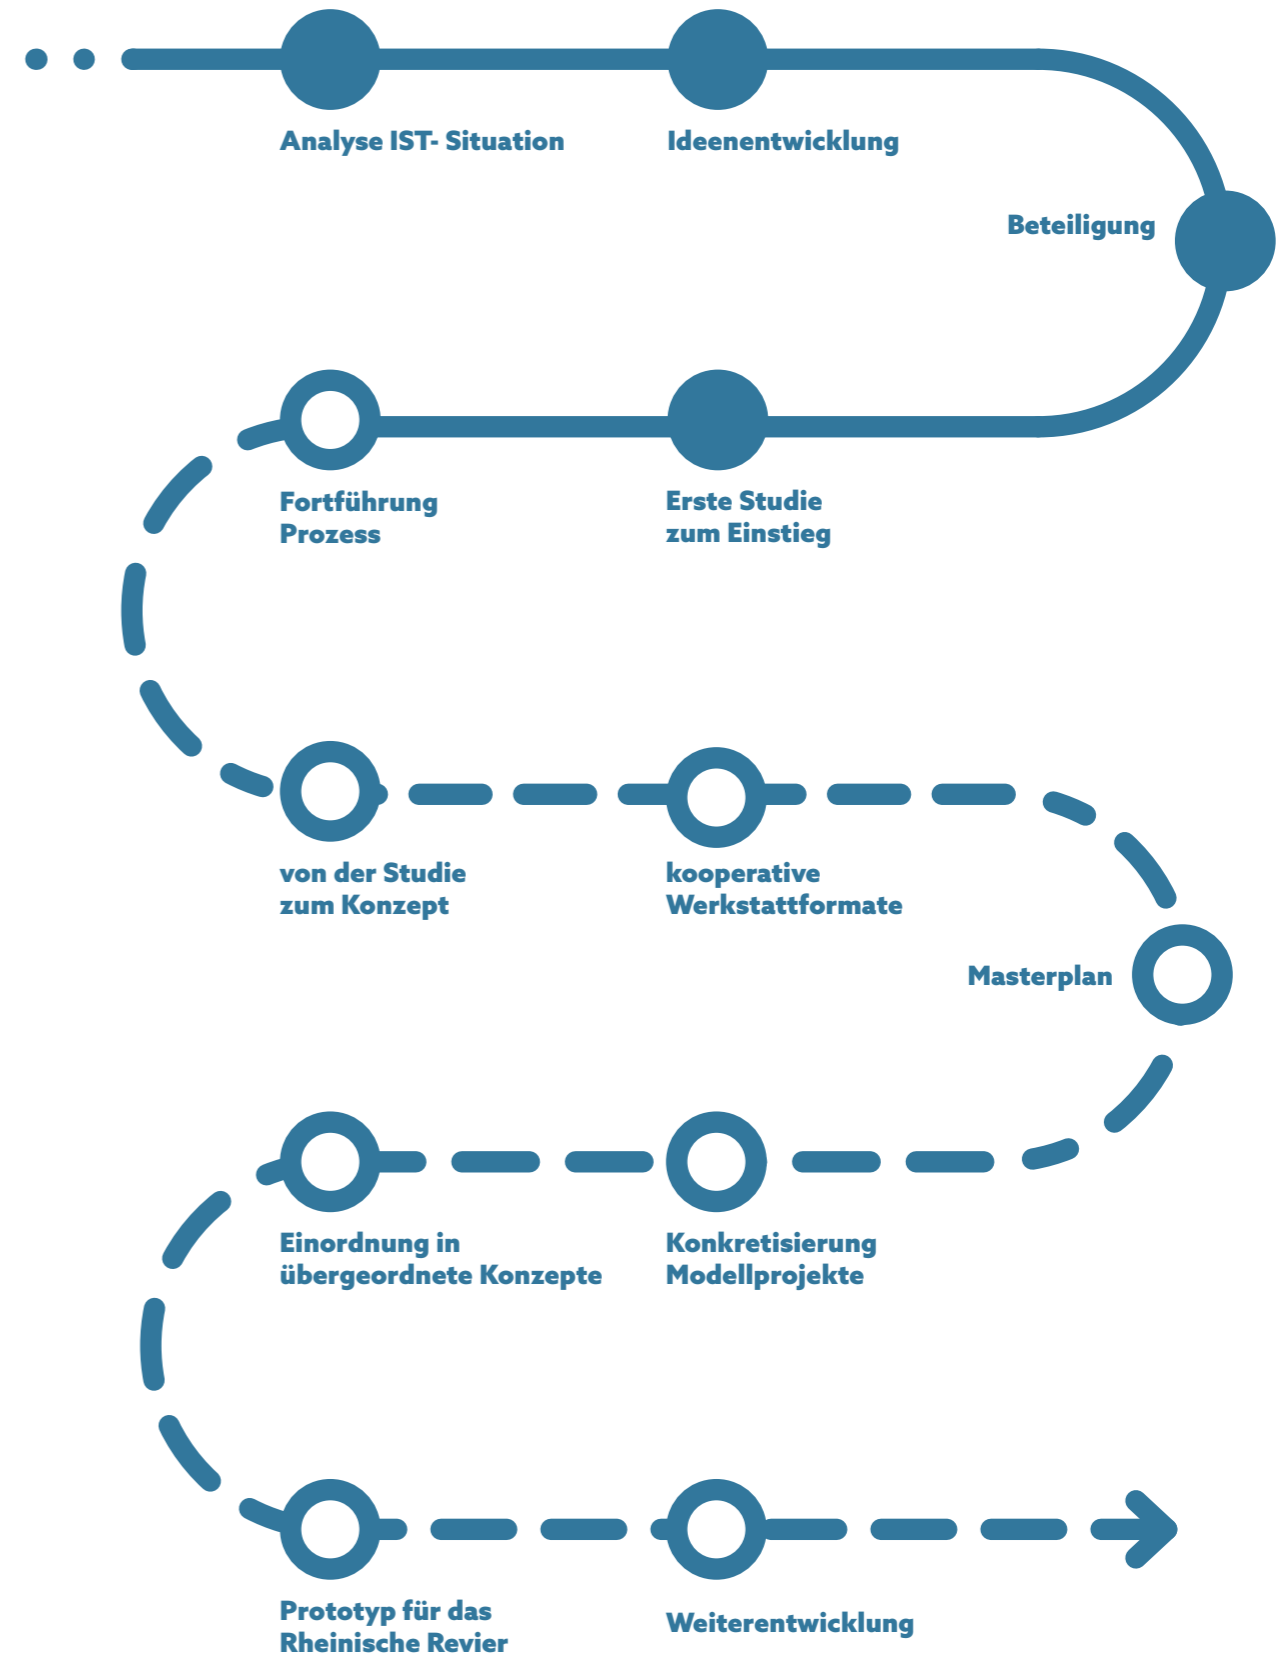 Analyse IST- Situation
Ideenentwicklung
Beteiligung
Erste Studie
zum Einstieg
Fortführung
Prozess
von der Studie
zum Konzept
kooperative
Werkstattformate
Masterplan
Konkretisierung
Modellprojekte
Einordnung in
übergeordnete Konzepte
Prototyp für das
Rheinische Revier
Weiterentwicklung